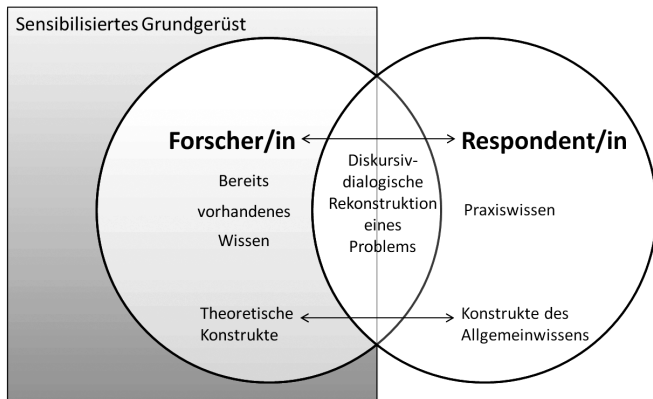 Sensibilisiertes Grundgerüst
Forscher/in
Respondent/in
Bereits
vorhandenes
Wissen
Diskursiv-
dialogische
Rekonstruktion
eines
Problems
Praxiswissen
Theoretische
Konstrukte
Konstrukte des
Allgemeinwissens